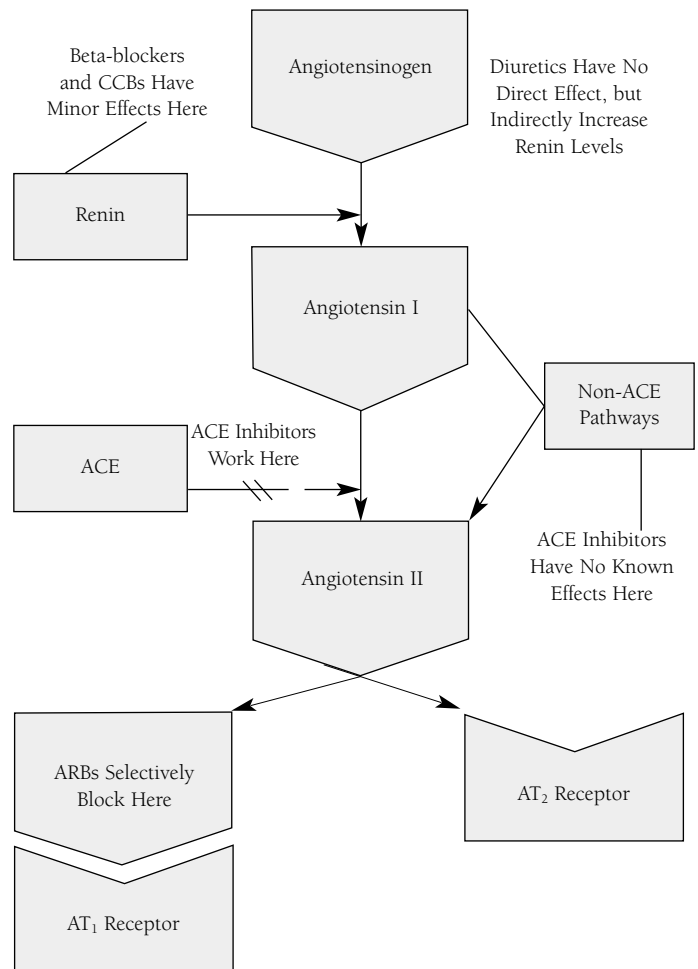 Beta-blockers
and CCBs Have
Minor Effects Here
Angiotensinogen
Diuretics Have No
Direct Effect, but
Indirectly Increase
Renin Levels
Renin
Angiotensin I
Non-ACE
Pathways
ACE
ACE Inhibitors
Work Here
Angiotensin II
ACE Inhibitors
Have No Known
Effects Here
ARBs Selectively
Block Here
AT₂ Receptor
AT₁ Receptor